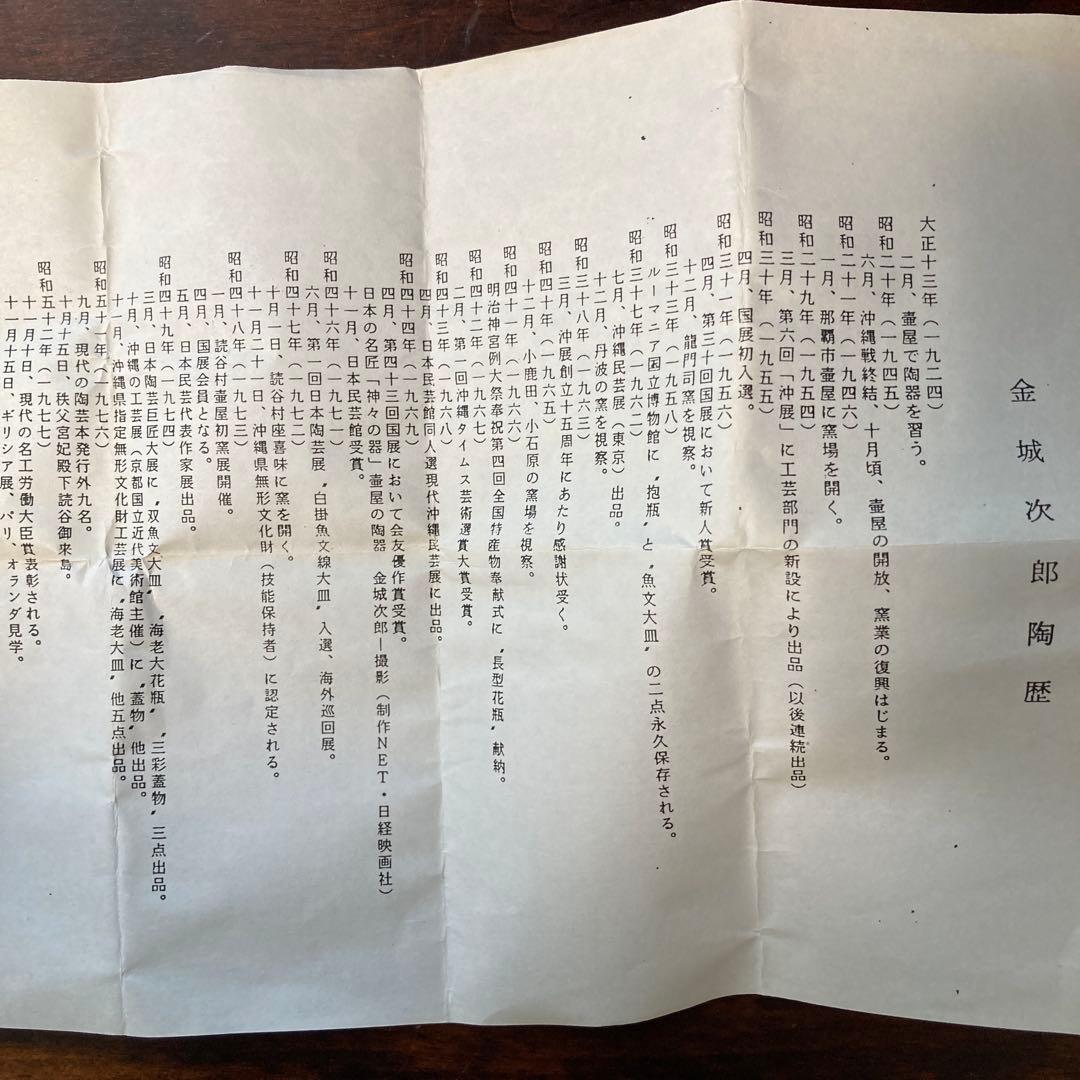 金城次郎陶歴
大正十三年（一九二四）
二月、壷屋で陶器を習う。
昭和二十年（一九四五）
六月、沖縄戦終結、十月頃、壷屋の開放、窯業の復興はじまる。
昭和二十一年（一九四六）
一月、那覇市壷屋に窯場を開く。
昭和二十九年（一九五四）
三月、第六回「沖展」に工芸部門の新設により出品（以後連続出品）
昭和三十年（一九五五）
四月、国展初入選。
昭和三十一年（一九五六）
四月、第三十回国展において新人賞受賞。
十二月、龍門司窯を視察。
昭和三十三年（一九五八）
ルーマニア国立博物館に〝抱瓶〟と〝魚文大皿〟の二点永久保存される。
昭和三十七年（一九六二）
七月、沖縄民芸展（東京）出品。
十二月、丹波の窯を視察。
昭和三十八年（一九六三）
三月、沖展創立十五周年にあたり感謝状受く。
昭和四十年（一九六五）
十二月、小鹿田、小石原の窯場を視察。
昭和四十一年（一九六六）
明治神宮例大祭奉祝第四回全国特産物奉献式に〝長型花瓶〟献納。
昭和四十二年（一九六七）
二月、第一回沖縄タイムス芸術選賞大賞受賞。
昭和四十三年（一九六八）
四月、日本民芸館同人選現代沖縄民芸展に出品。
昭和四十四年（一九六九）
四月、第四十三回国展において会友優作賞受賞。
日本の名匠「神々の器」壷屋の陶器　金城次郎―撮影（制作ＮＥＴ・日経映画社）
十一月、日本民芸館受賞。
昭和四十六年（一九七一）
六月、第一回日本陶芸展、〝白掛魚文線大皿〟入選、海外巡回展。
昭和四十七年（一九七二）
十月一日、読谷村座喜味に窯を開く。
十一月二十一日、沖縄県無形文化財（技能保持者）に認定される。
昭和四十八年（一九七三）
一月、読谷村壷屋初窯展開催。
四月、国展会員となる。
五月、日本民芸代表作家展出品。
昭和四十九年（一九七四）
三月、日本陶芸巨匠大展に〝双魚文大皿〟〝海老大花瓶〟〝三彩蓋物〟三点出品。
十月、沖縄の工芸展（京都国立近代美術館主催）に〝蓋物〟他出品。
十一月、沖縄県指定無形文化財工芸展に〝海老大皿〟他五点出品。
昭和五十一年（一九七六）
九月、現代の陶芸本発行外九名。
十月十五日、秩父宮妃殿下読谷御来島。
昭和五十二年（一九七七）
十一月十日、現代の名工労働大臣賞表彰される。
十一月十五日、ギリシア展、パリ、オランダ見学。